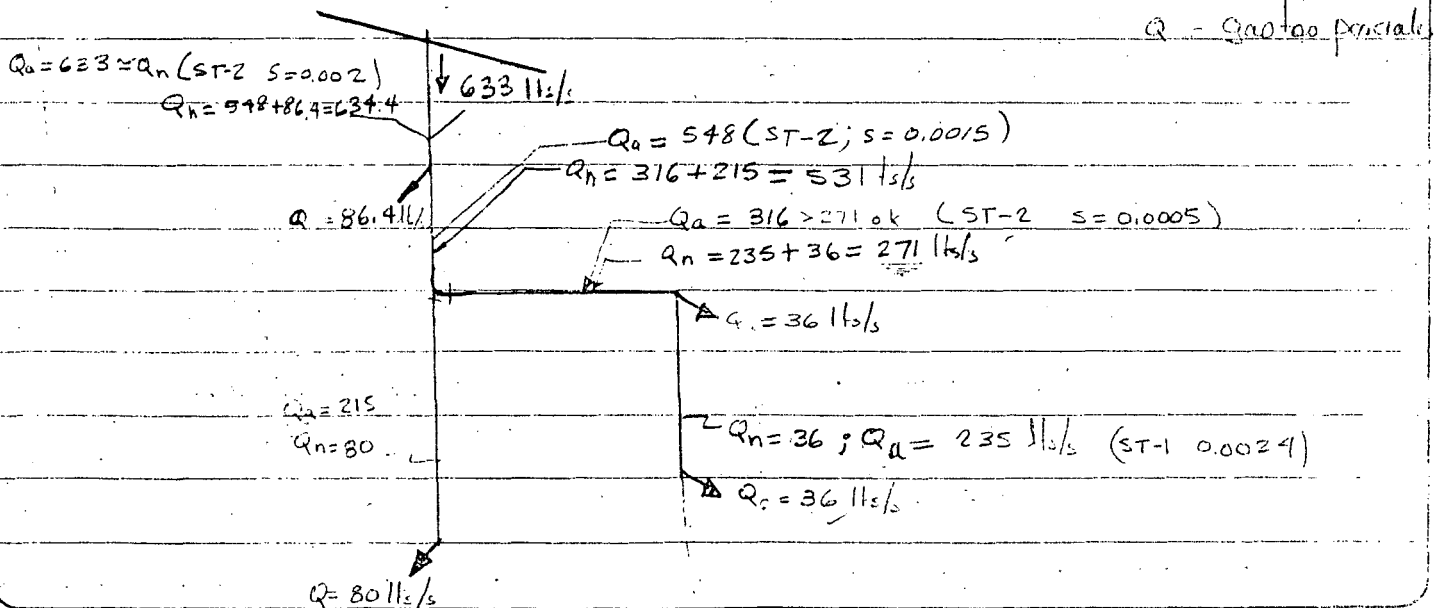 Q - gastos parciales
Qa = 633 ≈ Qn (ST-2 S=0.002)
633 lts/s
Qn = 548+86.4=634.4
Qa = 548 (ST-2; S = 0.0015)
Qn = 316 + 215 = 531 lts/s
Q = 86.4 lt/
Qa = 316 > 271 ok (ST-2 S = 0.0005)
Qn = 235 + 36 = 271 lts/s
= 36 lts/s
Qa = 215
Qn = 80
Qn = 36 ; Qa = 235 lts/s (ST-1 0.0024)
= 36 lts/s
Q = 80 lts/s